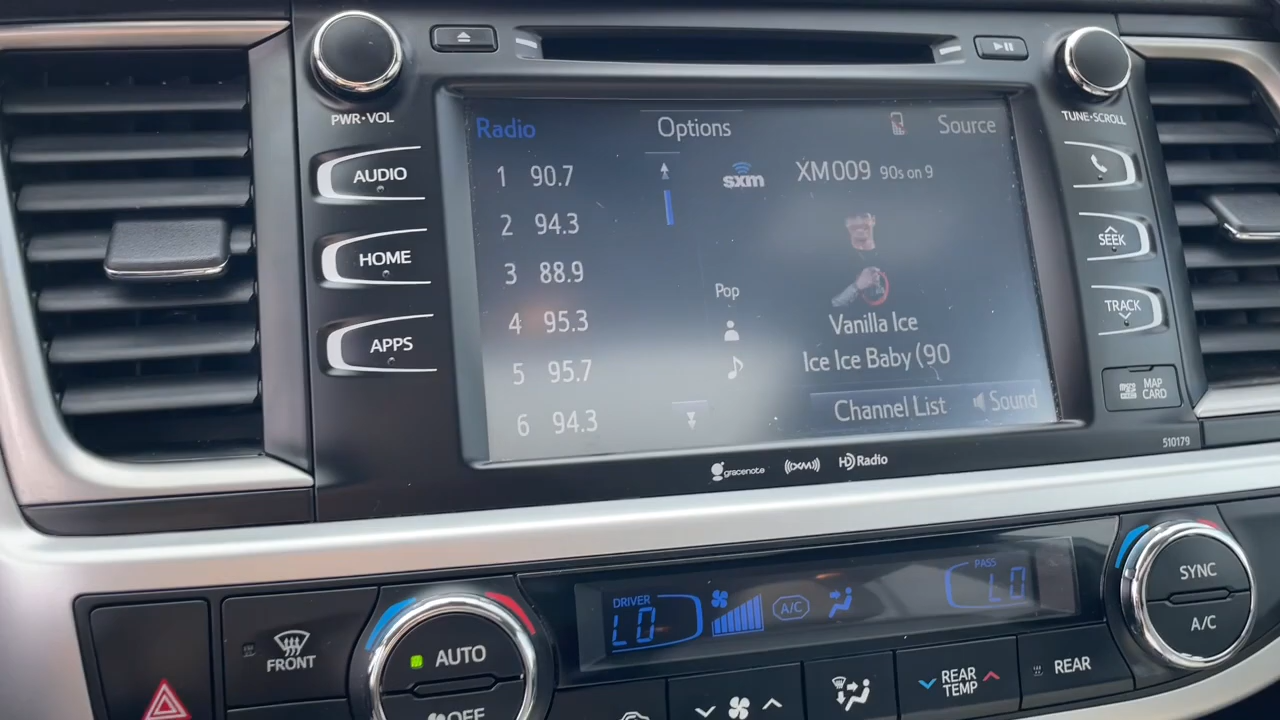 PWR•VOL
TUNE•SCROLL
AUDIO
HOME
APPS
Radio
Options
Source
1 90.7
2 94.3
3 88.9
4 95.3
5 95.7
6 94.3
sxm
XM009 90s on 9
Pop
Vanilla Ice
Ice Ice Baby (90
Channel List
Sound
SEEK
TRACK
MAP
CARD
510179
gracenote
((XM))
HD Radio
DRIVER
LO
A/C
PASS
LO
FRONT
AUTO
OFF
REAR
TEMP
REAR
SYNC
A/C